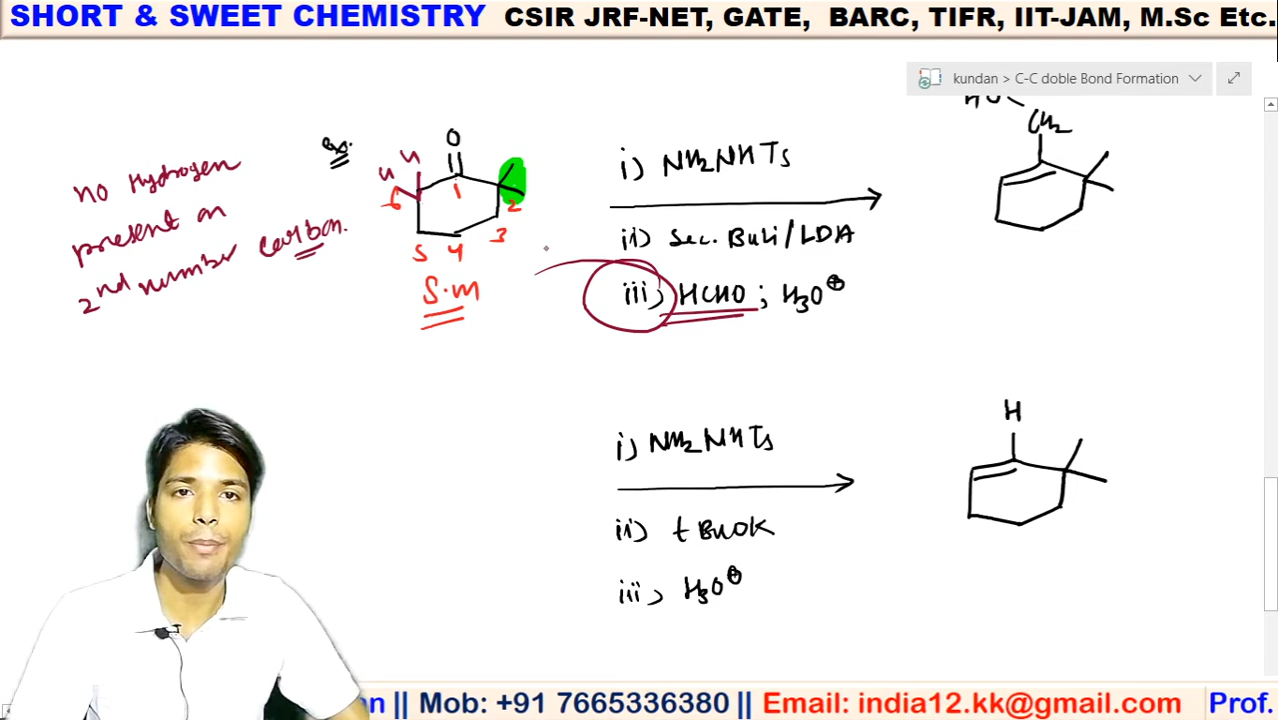 SHORT & SWEET CHEMISTRY CSIR JRF-NET, GATE, BARC, TIFR, IIT-JAM, M.Sc Etc.
kundan > C-C doble Bond Formation
HO
CH2
no Hydrogen
present on
2nd number carbon.
O
H
H
1
2
3
4
5
6
S.M
i) NH2NHTs
ii) Sec. BuLi/LDA
iii) HCHO ; H3O⊕
i) NH2NHTs
ii) tBuOK
iii) H3O⊕
H
an || Mob: +91 7665336380 || Email: india12.kk@gmail.com || Prof.